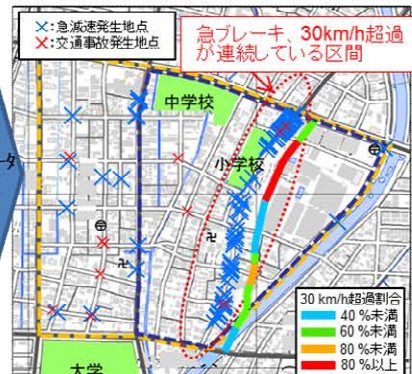 ×:急減速発生地点
×:交通事故発生地点
急ブレーキ、30km/h超過
が連続している区間
中学校
小学校
大学
タ
30 km/h超過割合
40 %未満
60 %未満
80 %未満
80 %以上